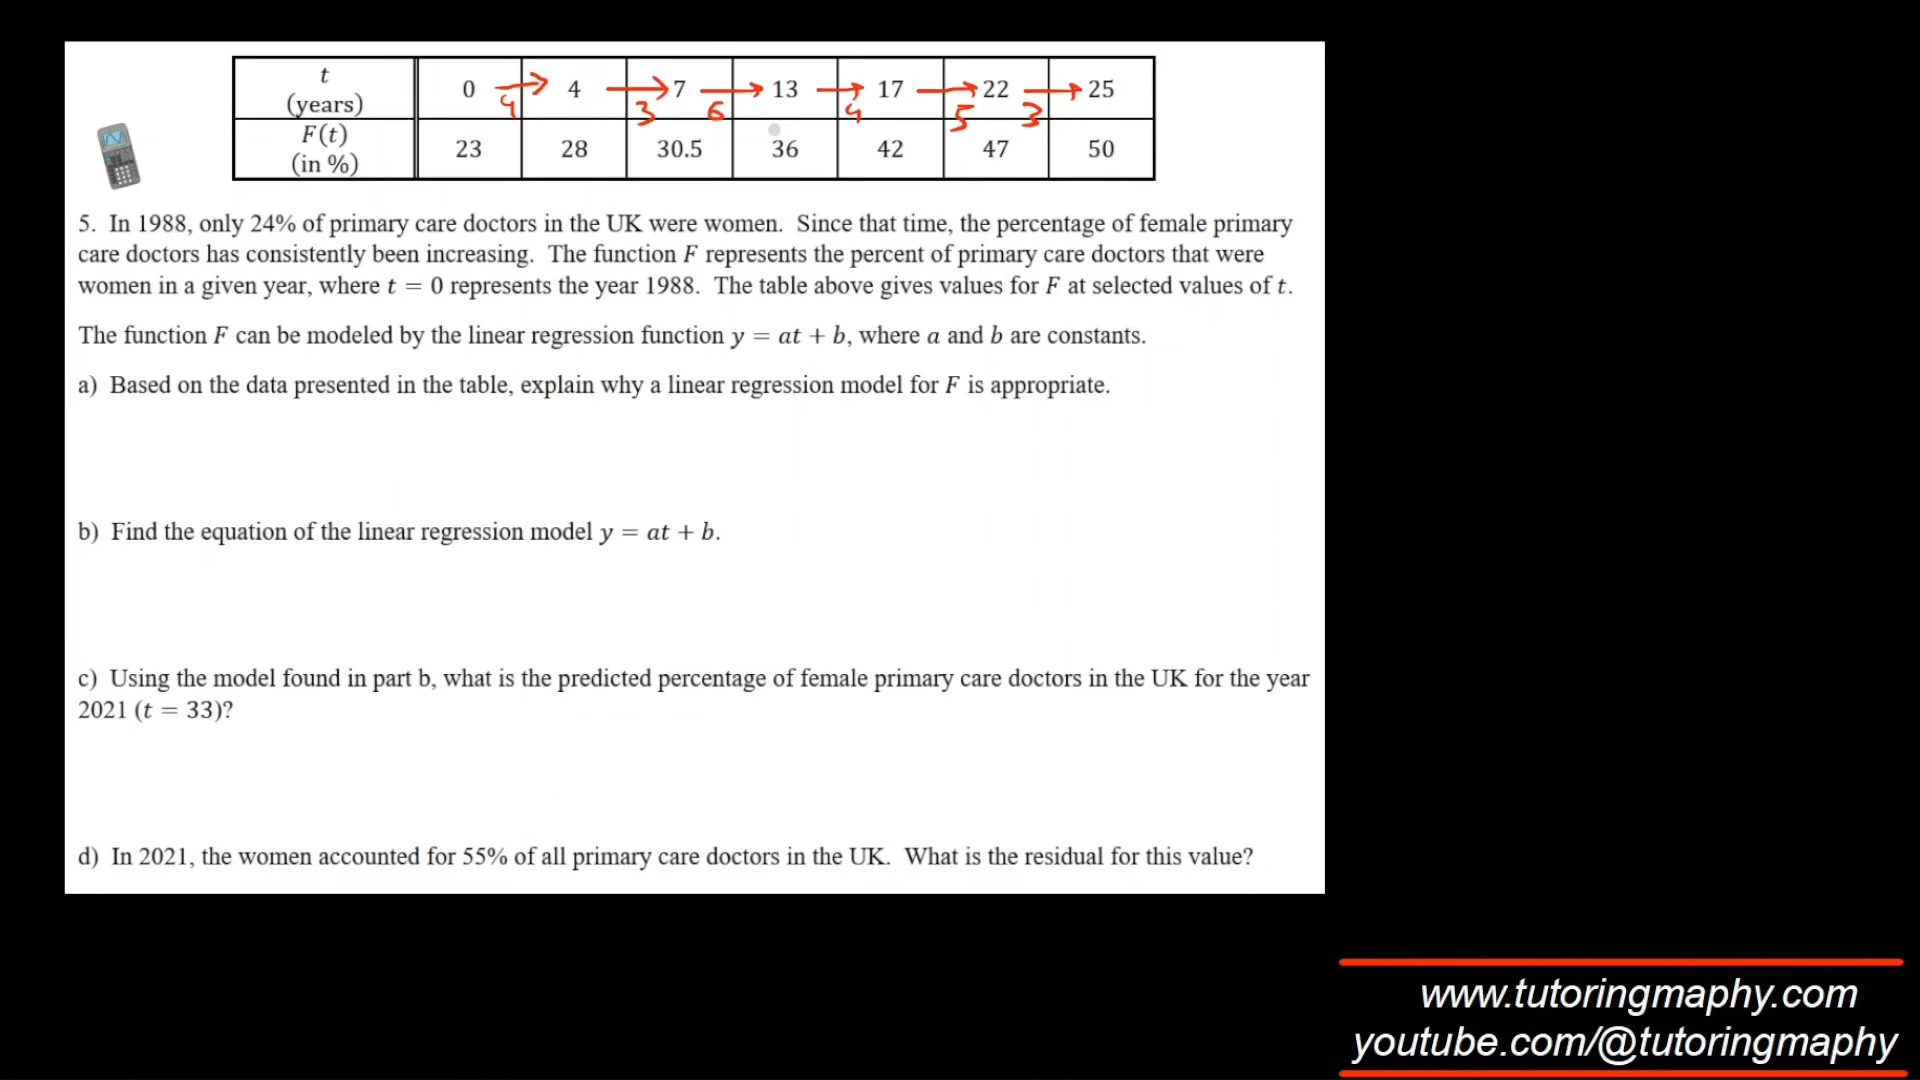 t (years) 0 4 7 13 17 22 25
4 3 6 4 5 3
F(t) (in %) 23 28 30.5 36 42 47 50
5. In 1988, only 24% of primary care doctors in the UK were women. Since that time, the percentage of female primary
care doctors has consistently been increasing. The function F represents the percent of primary care doctors that were
women in a given year, where t = 0 represents the year 1988. The table above gives values for F at selected values of t.
The function F can be modeled by the linear regression function y = at + b, where a and b are constants.
a) Based on the data presented in the table, explain why a linear regression model for F is appropriate.
b) Find the equation of the linear regression model y = at + b.
c) Using the model found in part b, what is the predicted percentage of female primary care doctors in the UK for the year
2021 (t = 33)?
d) In 2021, the women accounted for 55% of all primary care doctors in the UK. What is the residual for this value?
www.tutoringmaphy.com
youtube.com/@tutoringmaphy